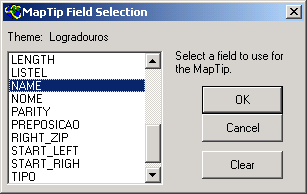 MapTip Field Selection
Theme: Logradouros
LENGTH
LISTEL
NAME
NOME
PARITY
PREPOSICAO
RIGHT_ZIP
START_LEFT
START_RIGH
TIPO
Select a field to use for
the MapTip.
OK
Cancel
Clear